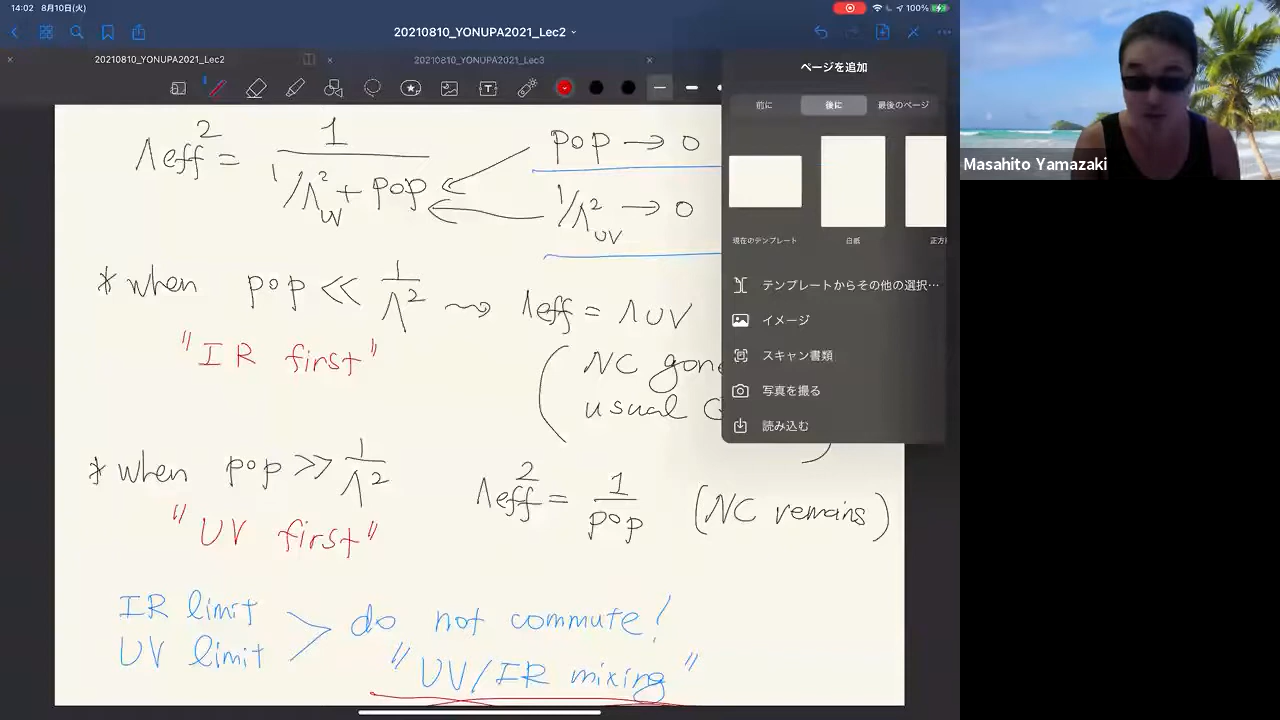 14:02 8月10日(火)
100%
20210810_YONUPA2021_Lec2
20210810_YONUPA2021_Lec2
20210810_YONUPA2021_Lec3
ページを追加
前に 後に 最後のページ
現在のテンプレート 白紙 正方
テンプレートからその他の選択…
イメージ
スキャン書類
写真を撮る
読み込む
Masahito Yamazaki
Λeff² = 1 / (1/Λ²UV + pop)
pop → 0
1/Λ²UV → 0
* when pop ≪ 1/Λ² ⇝ Λeff = ΛUV
"IR first"
( NC gone
usual
)
* when pop ≫ 1/Λ² Λeff² = 1/pop (NC remains)
"UV first"
IR limit
UV limit > do not commute!
"UV/IR mixing"